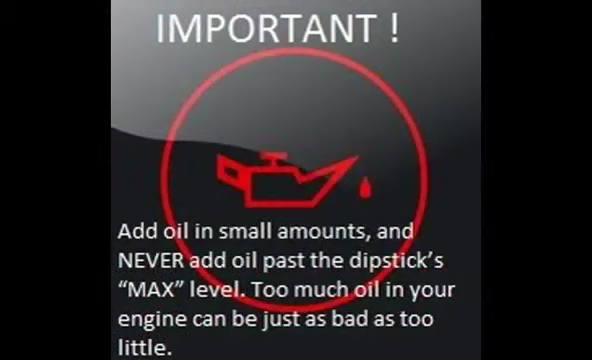 IMPORTANT !
Add oil in small amounts, and
NEVER add oil past the dipstick’s
“MAX” level. Too much oil in your
engine can be just as bad as too
little.